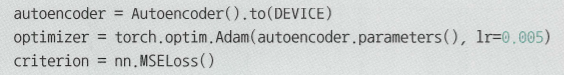 autoencoder = Autoencoder().to(DEVICE)
optimizer = torch.optim.Adam(autoencoder.parameters(), lr=0.005)
criterion = nn.MSELoss()